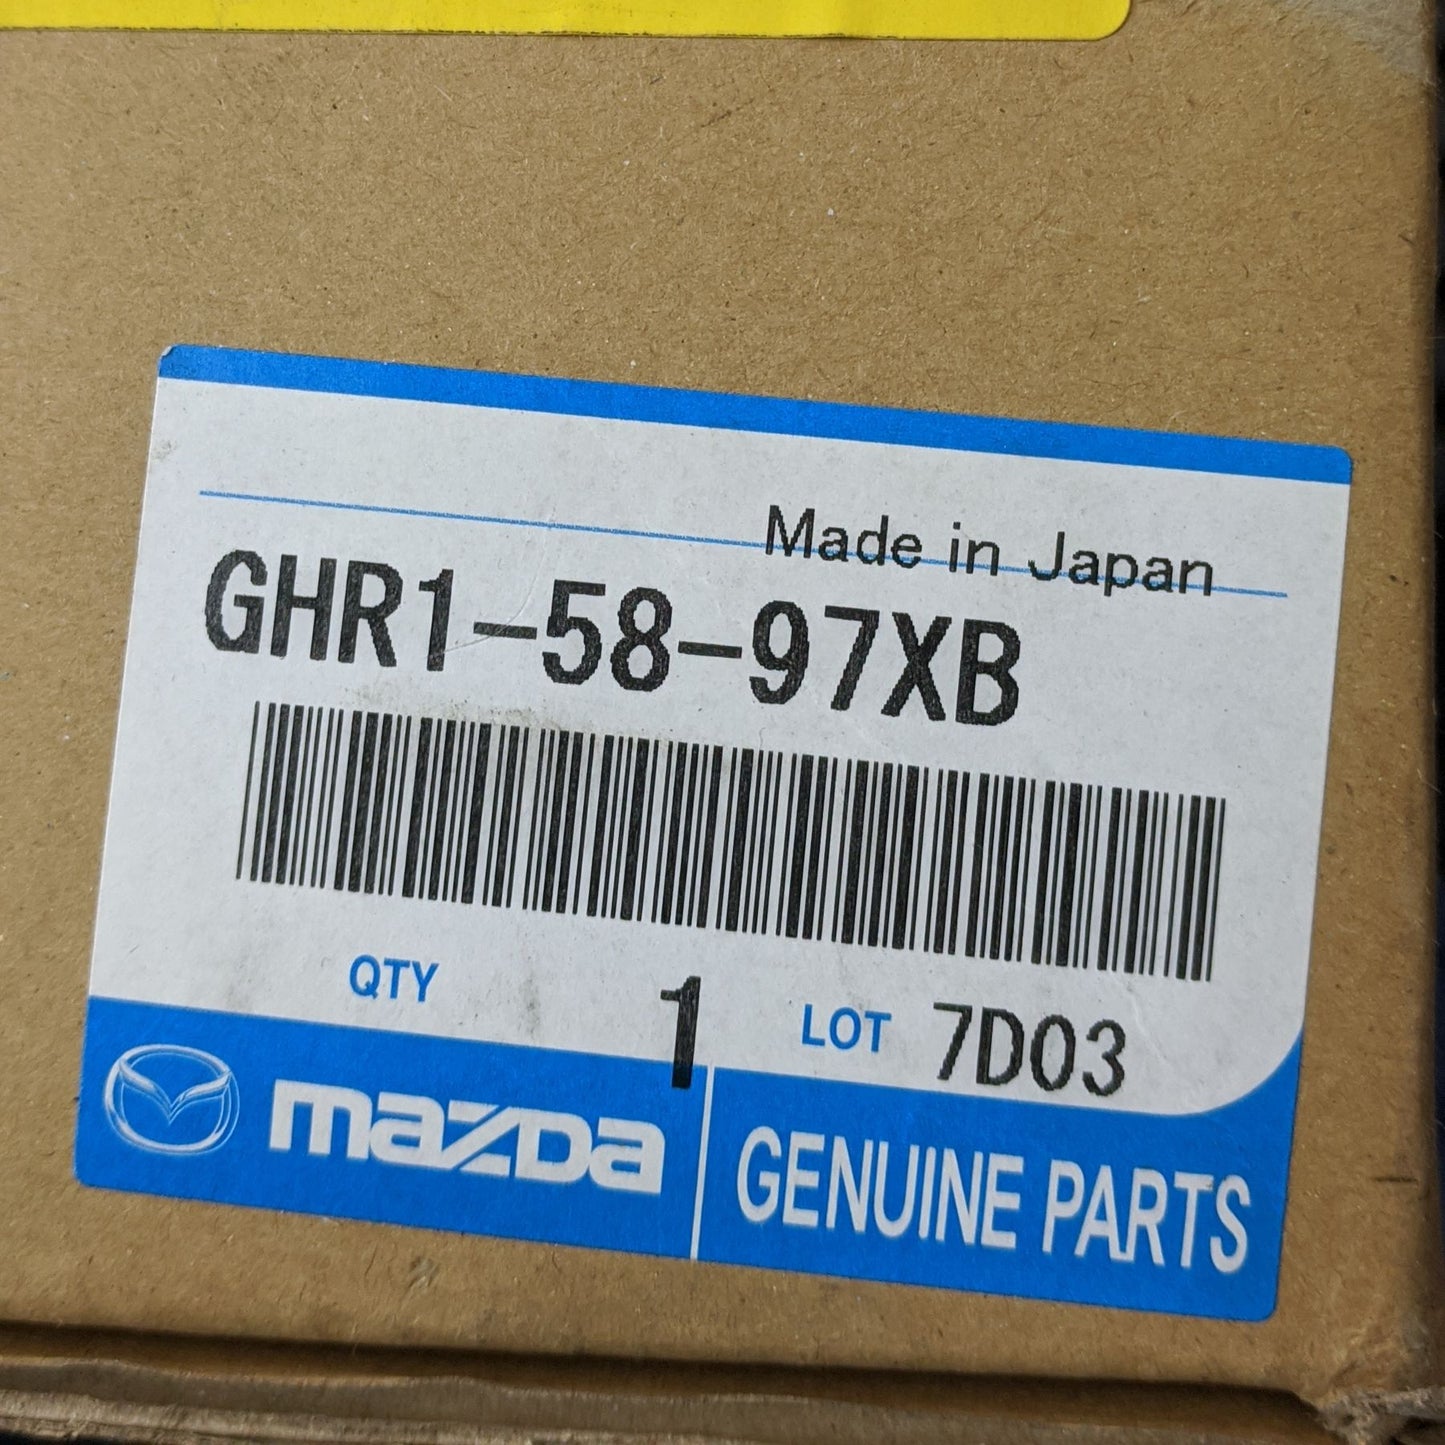 Made in Japan
GHR1-58-97XB
QTY 1 LOT 7D03
mazda GENUINE PARTS